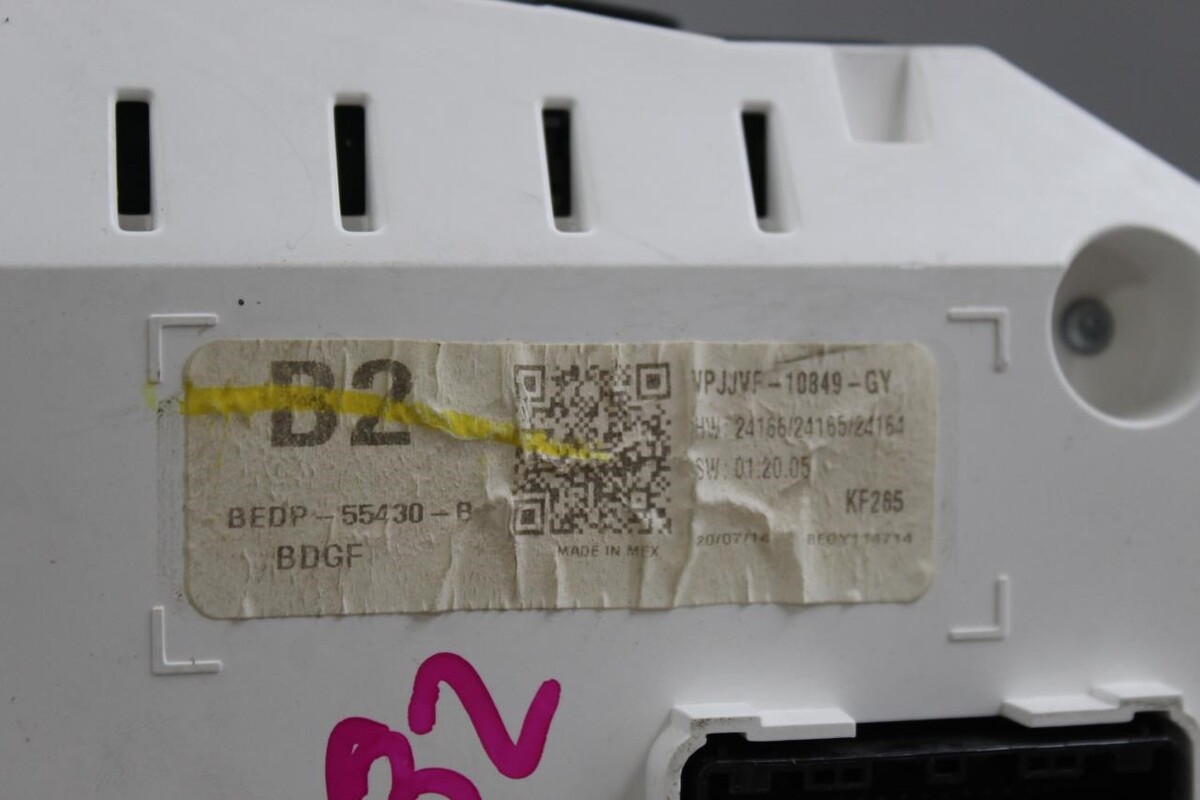 B2
BEDP-55430-B
BDGF
MADE IN MEX
VPJJVF-10849-GY
HW: 24166/24165/24164
SW: 01:20.05
KF265
20/07/14
32